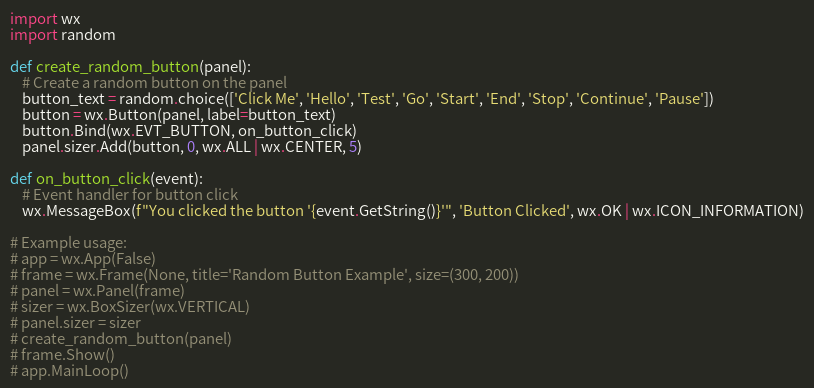 import wx
import random

def create_random_button(panel):
    # Create a random button on the panel
    button_text = random.choice(['Click Me', 'Hello', 'Test', 'Go', 'Start', 'End', 'Stop', 'Continue', 'Pause'])
    button = wx.Button(panel, label=button_text)
    button.Bind(wx.EVT_BUTTON, on_button_click)
    panel.sizer.Add(button, 0, wx.ALL | wx.CENTER, 5)

def on_button_click(event):
    # Event handler for button click
    wx.MessageBox(f"You clicked the button '{event.GetString()}'", 'Button Clicked', wx.OK | wx.ICON_INFORMATION)

# Example usage:
# app = wx.App(False)
# frame = wx.Frame(None, title='Random Button Example', size=(300, 200))
# panel = wx.Panel(frame)
# sizer = wx.BoxSizer(wx.VERTICAL)
# panel.sizer = sizer
# create_random_button(panel)
# frame.Show()
# app.MainLoop()